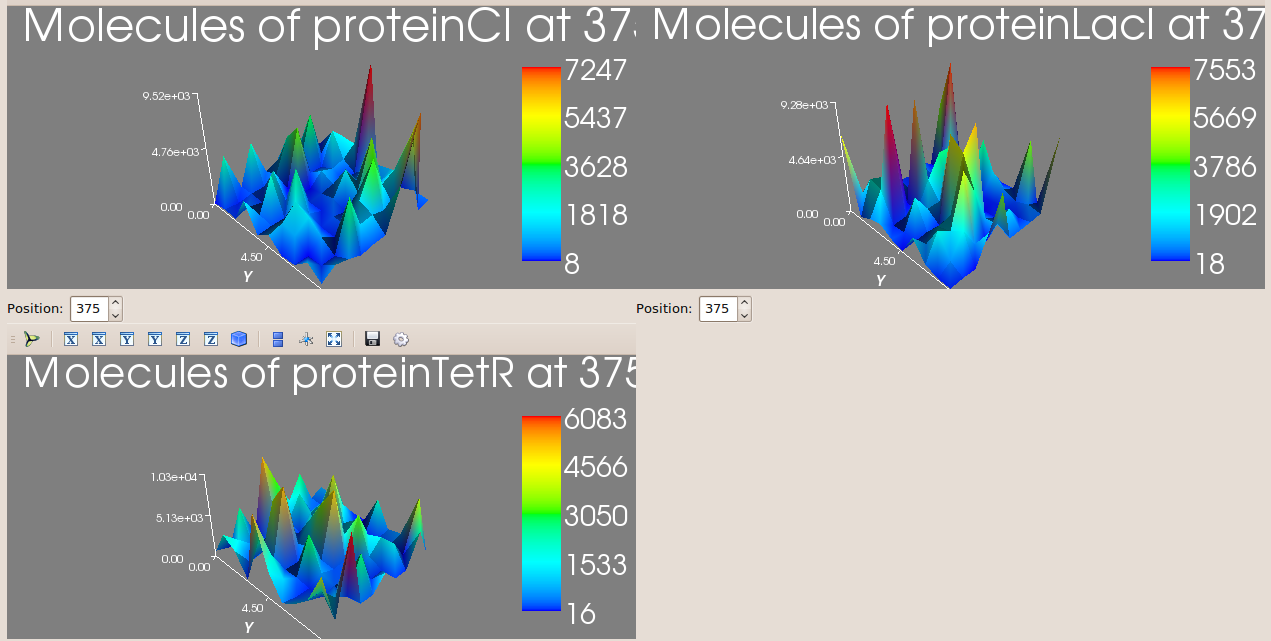 Molecules of proteinCI at 375
7247
5437
3628
1818
8
9.52e+03
4.76e+03
0.00
0.00
4.50
Y
Molecules of proteinLacI at 37
7553
5669
3786
1902
18
9.28e+03
4.64e+03
0.00
0.00
4.50
Y
Position: 375
Position: 375
X X Y Y Z Z
Molecules of proteinTetR at 375
6083
4566
3050
1533
16
1.03e+04
5.13e+03
0.00
0.00
4.50
Y